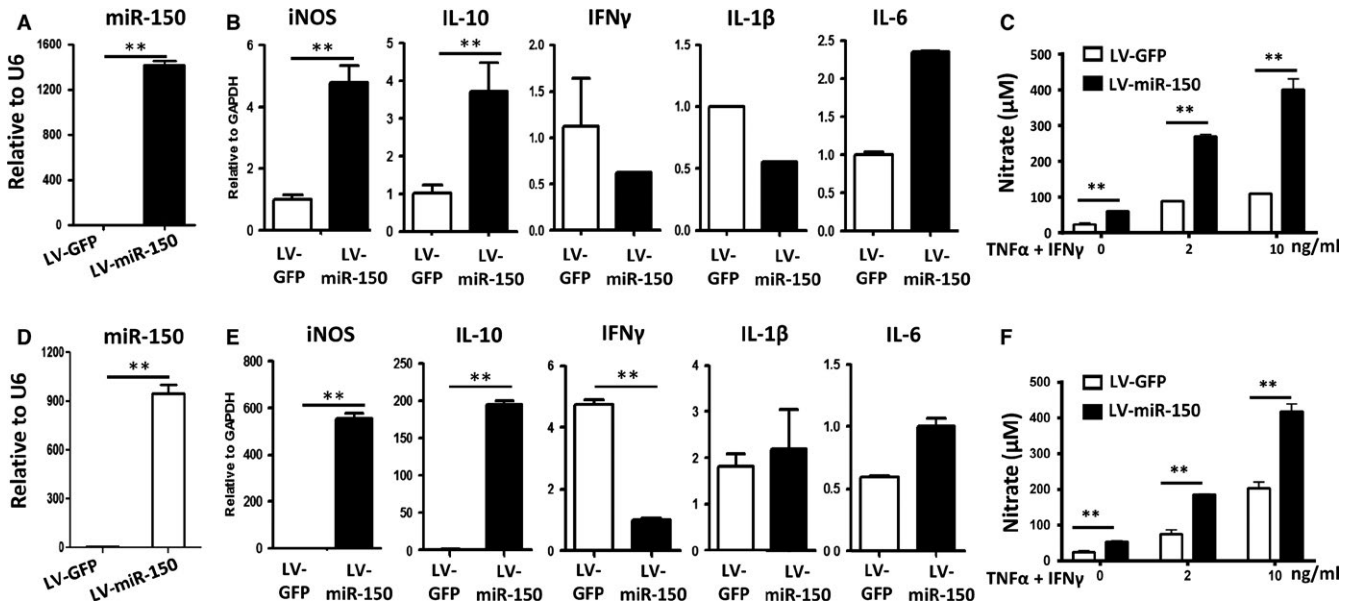 A
miR-150
Relative to U6
1600
1200
800
400
0
**
LV-GFP
LV-miR-150
B
Relative to GAPDH
iNOS
6
4
2
0
**
LV-
GFP
LV-
miR-150
IL-10
5
4
3
2
1
0
**
LV-
GFP
LV-
miR-150
IFNγ
2.0
1.5
1.0
0.5
0.0
LV-
GFP
LV-
miR-150
IL-1β
1.5
1.0
0.5
0.0
LV-
GFP
LV-
miR-150
IL-6
2.5
2.0
1.5
1.0
0.5
0.0
LV-
GFP
LV-
miR-150
C
LV-GFP
LV-miR-150
Nitrate (μM)
500
400
300
200
100
0
**
**
**
TNFα + IFNγ 0 2 10 ng/ml
D
miR-150
Relative to U6
1200
900
600
300
0
**
LV-GFP
LV-miR-150
E
Relative to GAPDH
iNOS
800
600
400
200
0
**
LV-
GFP
LV-
miR-150
IL-10
250
200
150
100
50
0
**
LV-
GFP
LV-
miR-150
IFNγ
6
4
2
0
**
LV-
GFP
LV-
miR-150
IL-1β
4
3
2
1
0
LV-
GFP
LV-
miR-150
IL-6
1.5
1.0
0.5
0.0
LV-
GFP
LV-
miR-150
F
LV-GFP
LV-miR-150
Nitrate (μM)
500
400
300
200
100
0
**
**
**
TNFα + IFNγ 0 2 10 ng/ml